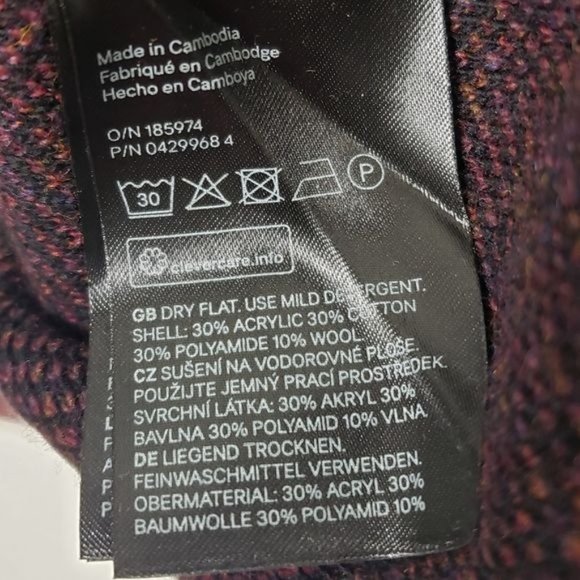 Made in Cambodia
Fabriqué en Cambodge
Hecho en Camboya
O/N 185974
P/N 0429968 4
30
P
clevercare.info
GB DRY FLAT. USE MILD DETERGENT.
SHELL: 30% ACRYLIC 30% COTTON
30% POLYAMIDE 10% WOOL.
CZ SUŠENÍ NA VODOROVNÉ PLOŠE.
POUŽIJTE JEMNÝ PRACÍ PROSTŘEDEK.
SVRCHNÍ LÁTKA: 30% AKRYL 30%
BAVLNA 30% POLYAMID 10% VLNA.
DE LIEGEND TROCKNEN.
FEINWASCHMITTEL VERWENDEN.
OBERMATERIAL: 30% ACRYL 30%
BAUMWOLLE 30% POLYAMID 10%